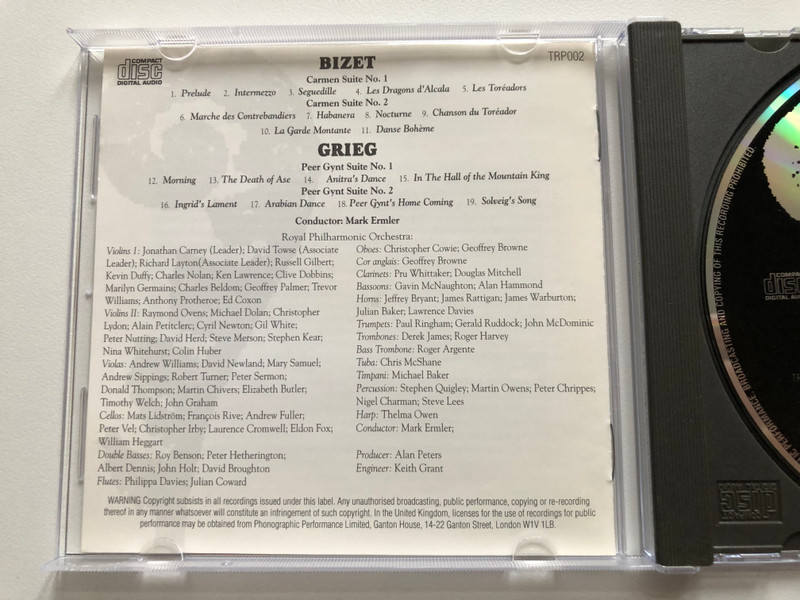 COMPACT
disc
DIGITAL AUDIO
BIZET
TRP002
Carmen Suite No. 1
1. Prelude 2. Intermezzo 3. Seguedille 4. Les Dragons d'Alcala 5. Les Toréadors
Carmen Suite No. 2
6. Marche des Contrebandiers 7. Habanera 8. Nocturne 9. Chanson du Toréador
10. La Garde Montante 11. Danse Bohème
GRIEG
Peer Gynt Suite No. 1
12. Morning 13. The Death of Ase 14. Anitra's Dance 15. In The Hall of the Mountain King
Peer Gynt Suite No. 2
16. Ingrid's Lament 17. Arabian Dance 18. Peer Gynt's Home Coming 19. Solveig's Song
Conductor: Mark Ermler
Royal Philharmonic Orchestra:
Violins I: Jonathan Carney (Leader); David Towse (Associate
Leader); Richard Layton(Associate Leader); Russell Gilbert;
Kevin Duffy; Charles Nolan; Ken Lawrence; Clive Dobbins;
Marilyn Germains; Charles Beldom; Geoffrey Palmer; Trevor
Williams; Anthony Protheroe; Ed Coxon
Violins II: Raymond Ovens; Michael Dolan; Christopher
Lydon; Alain Petitclerc; Cyril Newton; Gil White;
Peter Nutting; David Herd; Steve Merson; Stephen Kear;
Nina Whitehurst; Colin Huber
Violas: Andrew Williams; David Newland; Mary Samuel;
Andrew Sippings; Robert Turner; Peter Sermon;
Donald Thompson; Martin Chivers; Elizabeth Butler;
Timothy Welch; John Graham
Cellos: Mats Lidström; François Rive; Andrew Fuller;
Peter Vel; Christopher Irby; Laurence Cromwell; Eldon Fox;
William Heggart
Double Basses: Roy Benson; Peter Hetherington;
Albert Dennis; John Holt; David Broughton
Flutes: Philippa Davies; Julian Coward
Oboes: Christopher Cowie; Geoffrey Browne
Cor anglais: Geoffrey Browne
Clarinets: Pru Whittaker; Douglas Mitchell
Bassoons: Gavin McNaughton; Alan Hammond
Horns: Jeffrey Bryant; James Rattigan; James Warburton;
Julian Baker; Lawrence Davies
Trumpets: Paul Ringham; Gerald Ruddock; John McDominic
Trombones: Derek James; Roger Harvey
Bass Trombone: Roger Argente
Tuba: Chris McShane
Timpani: Michael Baker
Percussion: Stephen Quigley; Martin Owens; Peter Chrippes;
Nigel Charman; Steve Lees
Harp: Thelma Owen
Conductor: Mark Ermler;
Producer: Alan Peters
Engineer: Keith Grant
WARNING Copyright subsists in all recordings issued under this label. Any unauthorised broadcasting, public performance, copying or re-recording
thereof in any manner whatsoever will constitute an infringement of such copyright. In the United Kingdom, licenses for the use of recordings for public
performance may be obtained from Phonographic Performance Limited, Ganton House, 14-22 Ganton Street, London W1V 1LB.
PUBLIC PERFORMANCE, BROADCASTING AND COPYING OF THIS RECORDING PROHIBITED.